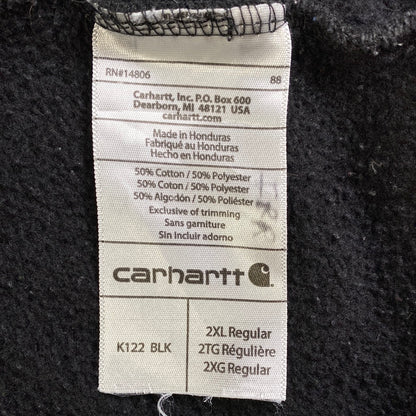 RN#14806 88
Carhartt, Inc. P.O. Box 600
Dearborn, MI 48121 USA
carhartt.com
Made in Honduras
Fabriqué au Honduras
Hecho en Honduras
50% Cotton / 50% Polyester
50% Coton / 50% Polyester
50% Algodón / 50% Poliéster
Exclusive of trimming
Sans garniture
Sin incluir adorno
carhartt
K122 BLK
2XL Regular
2TG Régulière
2XG Regular